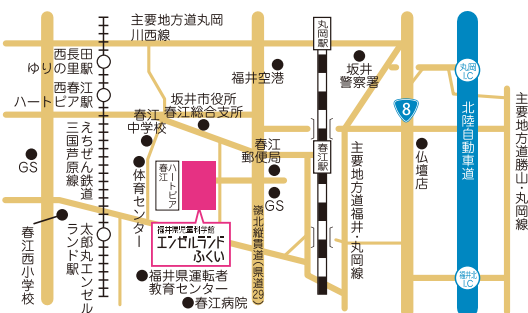 主要地方道丸岡
川西線
丸岡駅
西長田
ゆりの里駅
福井空港
坂井
警察署
丸岡
I.C
西春江
ハートピア駅
坂井市役所
春江総合支所
8
北陸自動車道
主要地方道勝山・丸岡線
春江
中学校
えちぜん鉄道
三国芦原線
春江
郵便局
春江駅
主要地方道福井・丸岡線
仏壇店
GS
体育センター
ハートピア
春江
GS
春江西小学校
太郎丸エンゼル
ランド駅
福井県児童科学館
エンゼルランド
ふくい
嶺北縦貫道(県道29)
福井北
I.C
福井県運転者
教育センター
春江病院